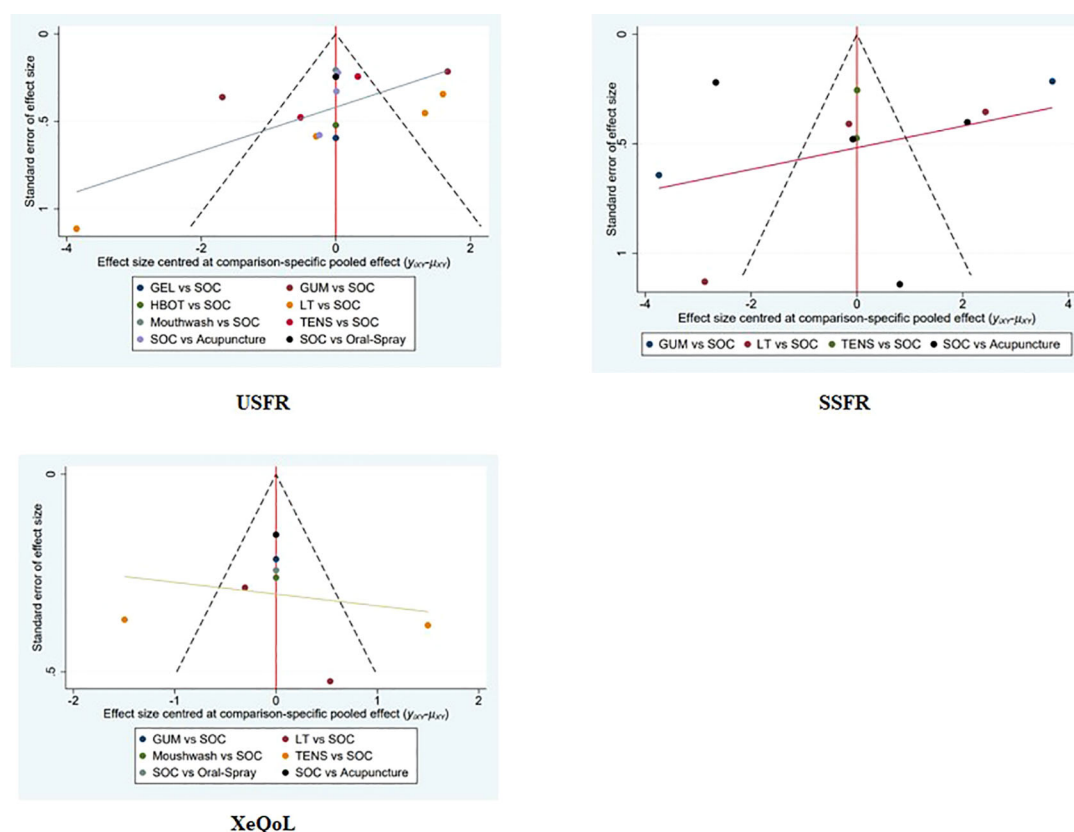 0
.5
1
Standard error of effect size
-4
-2
0
2
Effect size centred at comparison-specific pooled effect (yᵢₓᵧ-μₓᵧ)
GEL vs SOC
GUM vs SOC
HBOT vs SOC
LT vs SOC
Mouthwash vs SOC
TENS vs SOC
SOC vs Acupuncture
SOC vs Oral-Spray
USFR
0
.5
1
Standard error of effect size
-4
-2
0
2
4
Effect size centred at comparison-specific pooled effect (yᵢₓᵧ-μₓᵧ)
GUM vs SOC
LT vs SOC
TENS vs SOC
SOC vs Acupuncture
SSFR
0
.5
Standard error of effect size
-2
-1
0
1
2
Effect size centred at comparison-specific pooled effect (yᵢₓᵧ-μₓᵧ)
GUM vs SOC
LT vs SOC
Moushwash vs SOC
TENS vs SOC
SOC vs Oral-Spray
SOC vs Acupuncture
XeQoL